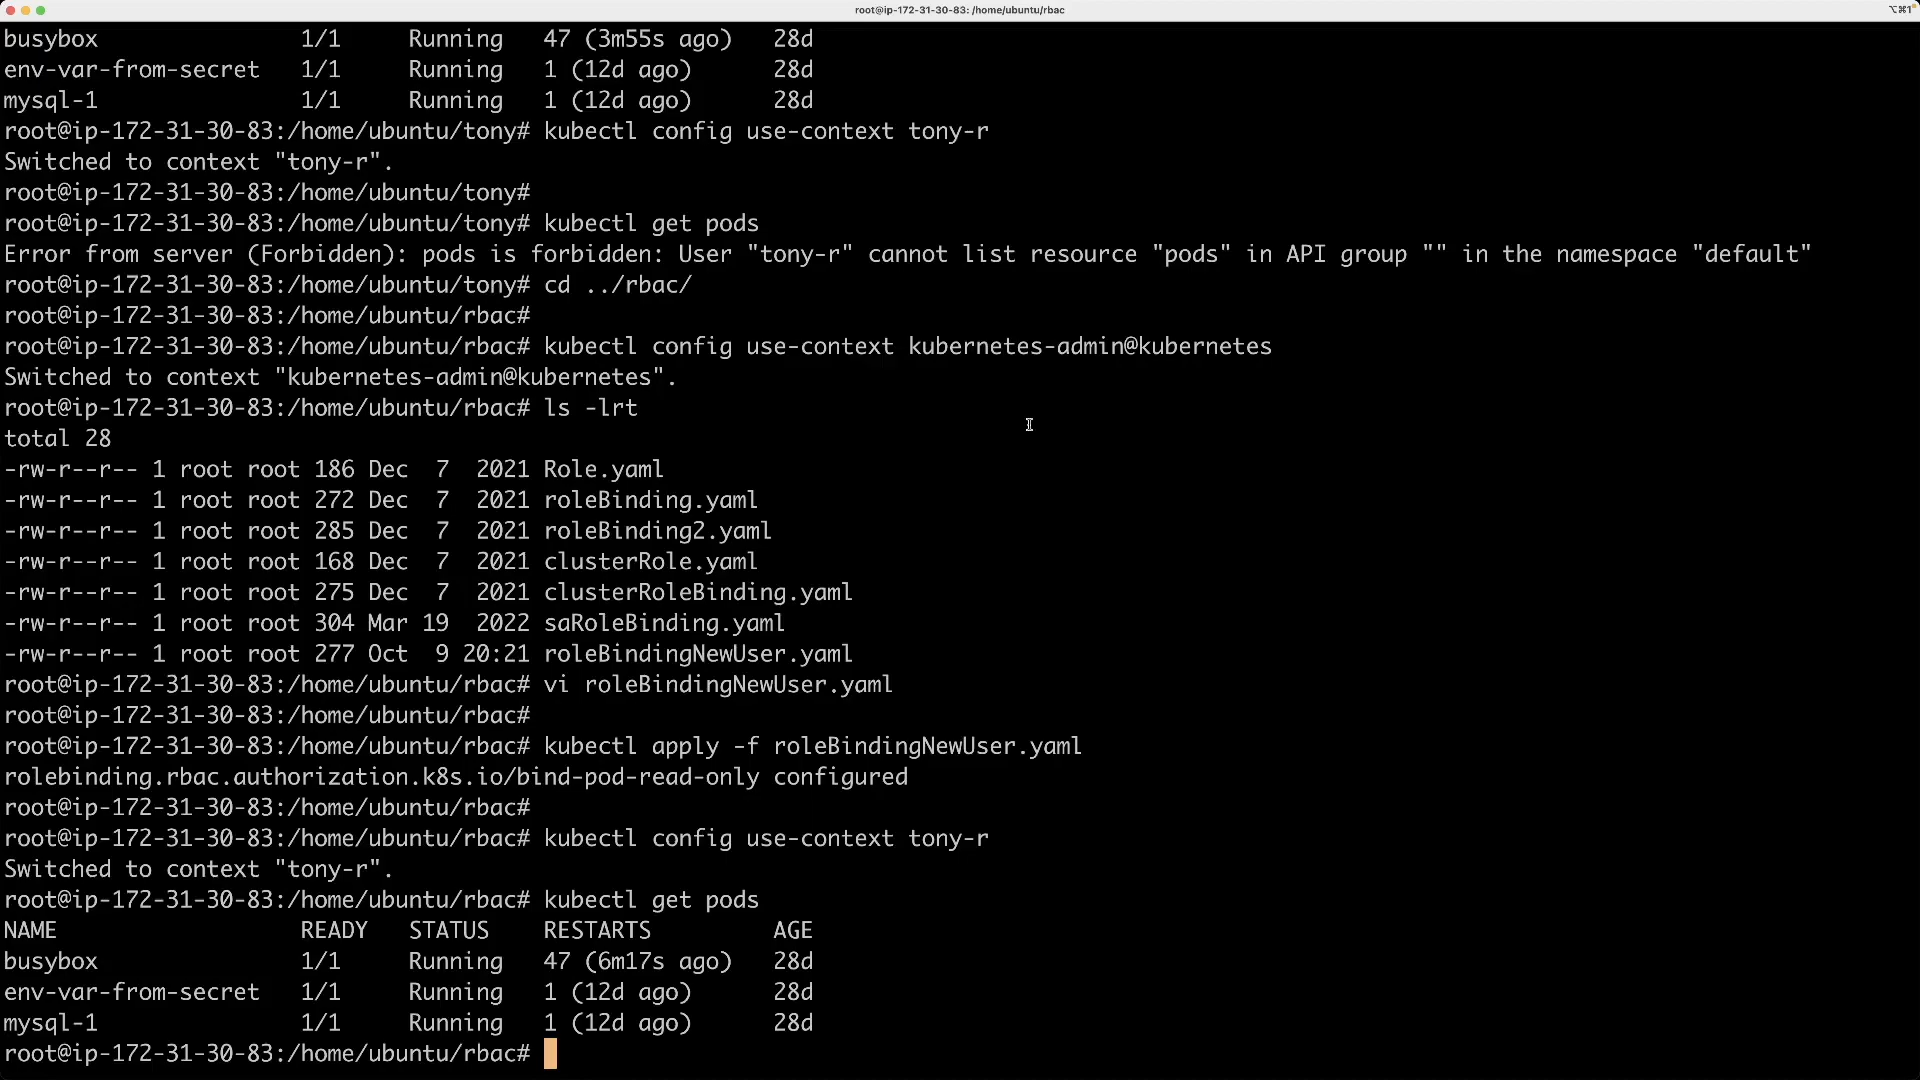 root@ip-172-31-30-83: /home/ubuntu/rbac
⌥⌘1
busybox 1/1 Running 47 (3m55s ago) 28d
env-var-from-secret 1/1 Running 1 (12d ago) 28d
mysql-1 1/1 Running 1 (12d ago) 28d
root@ip-172-31-30-83:/home/ubuntu/tony# kubectl config use-context tony-r
Switched to context "tony-r".
root@ip-172-31-30-83:/home/ubuntu/tony#
root@ip-172-31-30-83:/home/ubuntu/tony# kubectl get pods
Error from server (Forbidden): pods is forbidden: User "tony-r" cannot list resource "pods" in API group "" in the namespace "default"
root@ip-172-31-30-83:/home/ubuntu/tony# cd ../rbac/
root@ip-172-31-30-83:/home/ubuntu/rbac#
root@ip-172-31-30-83:/home/ubuntu/rbac# kubectl config use-context kubernetes-admin@kubernetes
Switched to context "kubernetes-admin@kubernetes".
root@ip-172-31-30-83:/home/ubuntu/rbac# ls -lrt
total 28
-rw-r--r-- 1 root root 186 Dec 7 2021 Role.yaml
-rw-r--r-- 1 root root 272 Dec 7 2021 roleBinding.yaml
-rw-r--r-- 1 root root 285 Dec 7 2021 roleBinding2.yaml
-rw-r--r-- 1 root root 168 Dec 7 2021 clusterRole.yaml
-rw-r--r-- 1 root root 275 Dec 7 2021 clusterRoleBinding.yaml
-rw-r--r-- 1 root root 304 Mar 19 2022 saRoleBinding.yaml
-rw-r--r-- 1 root root 277 Oct 9 20:21 roleBindingNewUser.yaml
root@ip-172-31-30-83:/home/ubuntu/rbac# vi roleBindingNewUser.yaml
root@ip-172-31-30-83:/home/ubuntu/rbac#
root@ip-172-31-30-83:/home/ubuntu/rbac# kubectl apply -f roleBindingNewUser.yaml
rolebinding.rbac.authorization.k8s.io/bind-pod-read-only configured
root@ip-172-31-30-83:/home/ubuntu/rbac#
root@ip-172-31-30-83:/home/ubuntu/rbac# kubectl config use-context tony-r
Switched to context "tony-r".
root@ip-172-31-30-83:/home/ubuntu/rbac# kubectl get pods
NAME READY STATUS RESTARTS AGE
busybox 1/1 Running 47 (6m17s ago) 28d
env-var-from-secret 1/1 Running 1 (12d ago) 28d
mysql-1 1/1 Running 1 (12d ago) 28d
root@ip-172-31-30-83:/home/ubuntu/rbac#